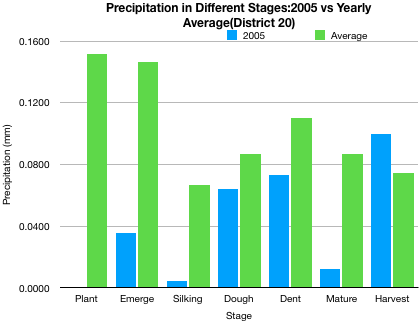 Precipitation in Different Stages:2005 vs Yearly
Average(District 20)
2005 Average
0.1600
0.1200
0.0800
0.0400
0.0000
Precipitation (mm)
Plant Emerge Silking Dough Dent Mature Harvest
Stage